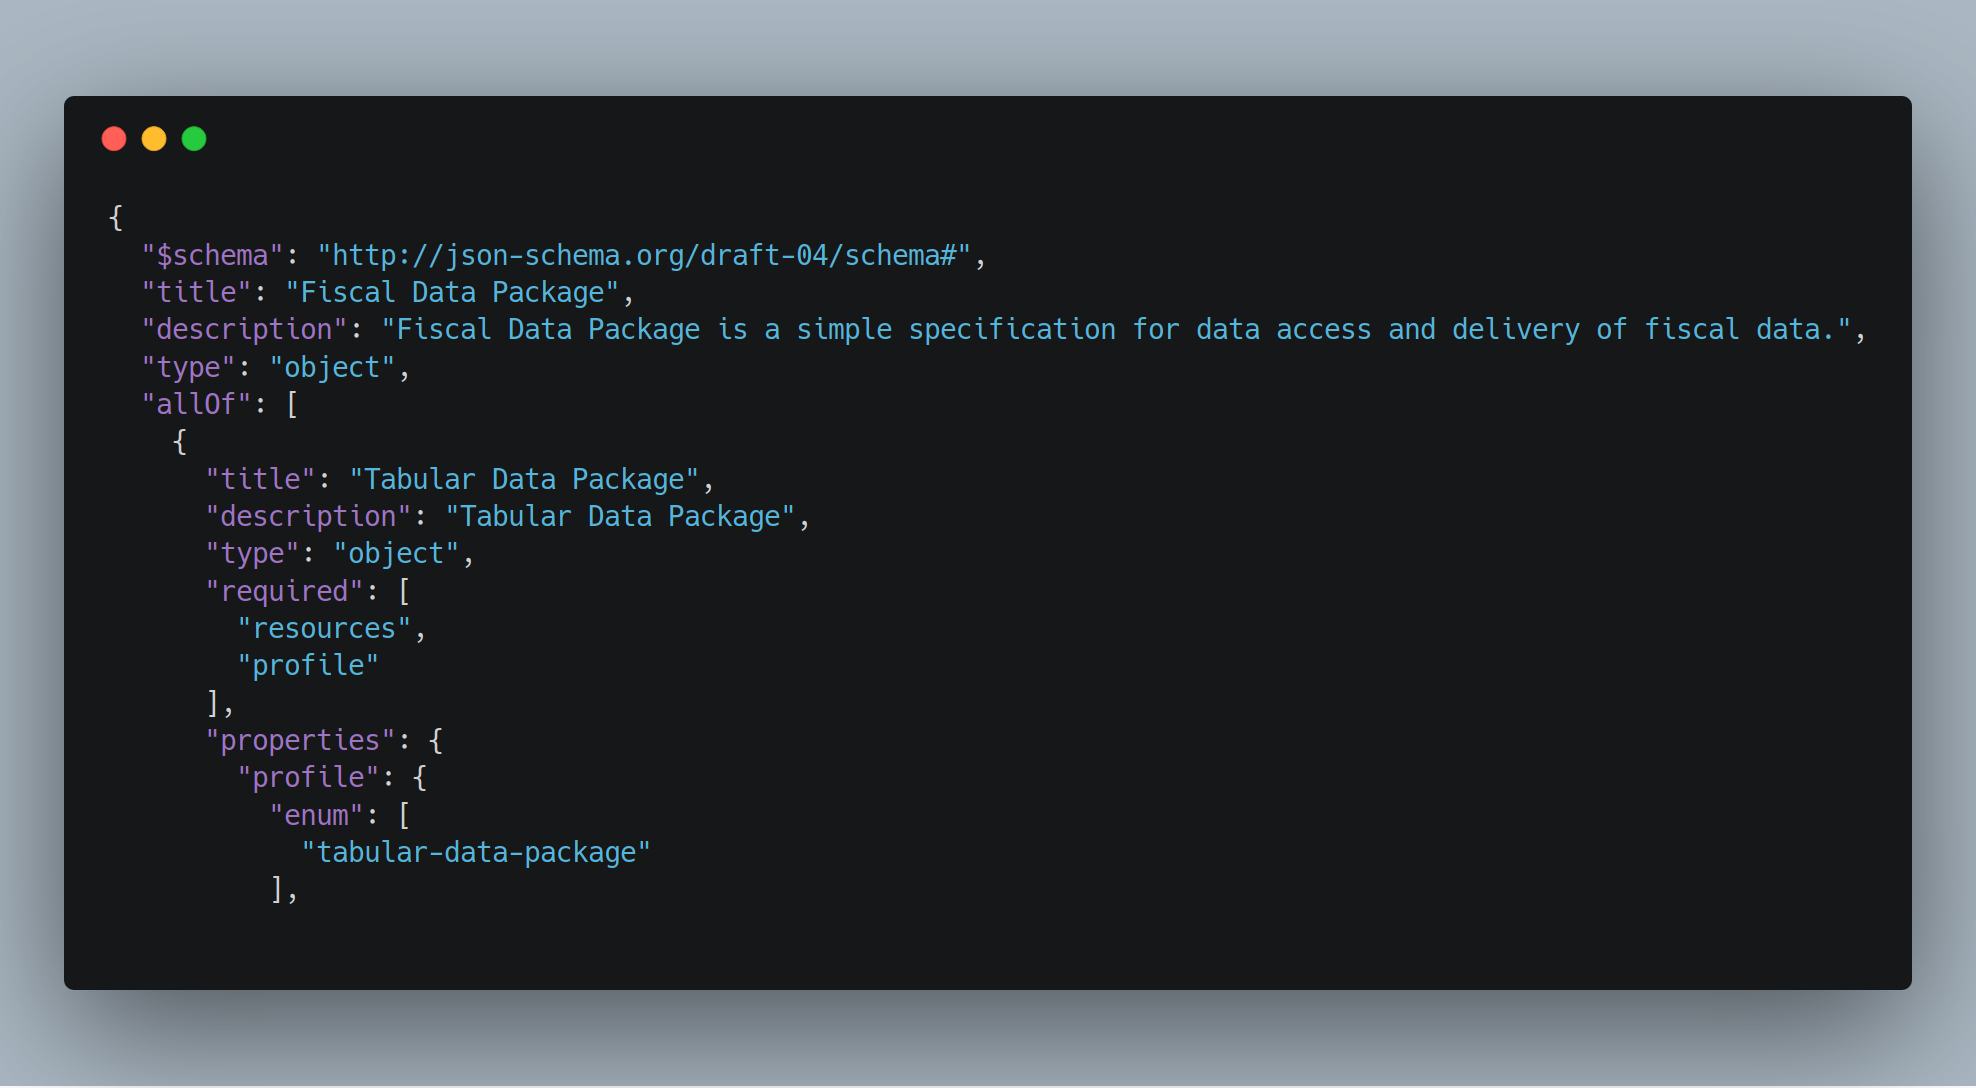 {
  "$schema": "http://json-schema.org/draft-04/schema#",
  "title": "Fiscal Data Package",
  "description": "Fiscal Data Package is a simple specification for data access and delivery of fiscal data.",
  "type": "object",
  "allOf": [
    {
      "title": "Tabular Data Package",
      "description": "Tabular Data Package",
      "type": "object",
      "required": [
        "resources",
        "profile"
      ],
      "properties": {
        "profile": {
          "enum": [
            "tabular-data-package"
          ],